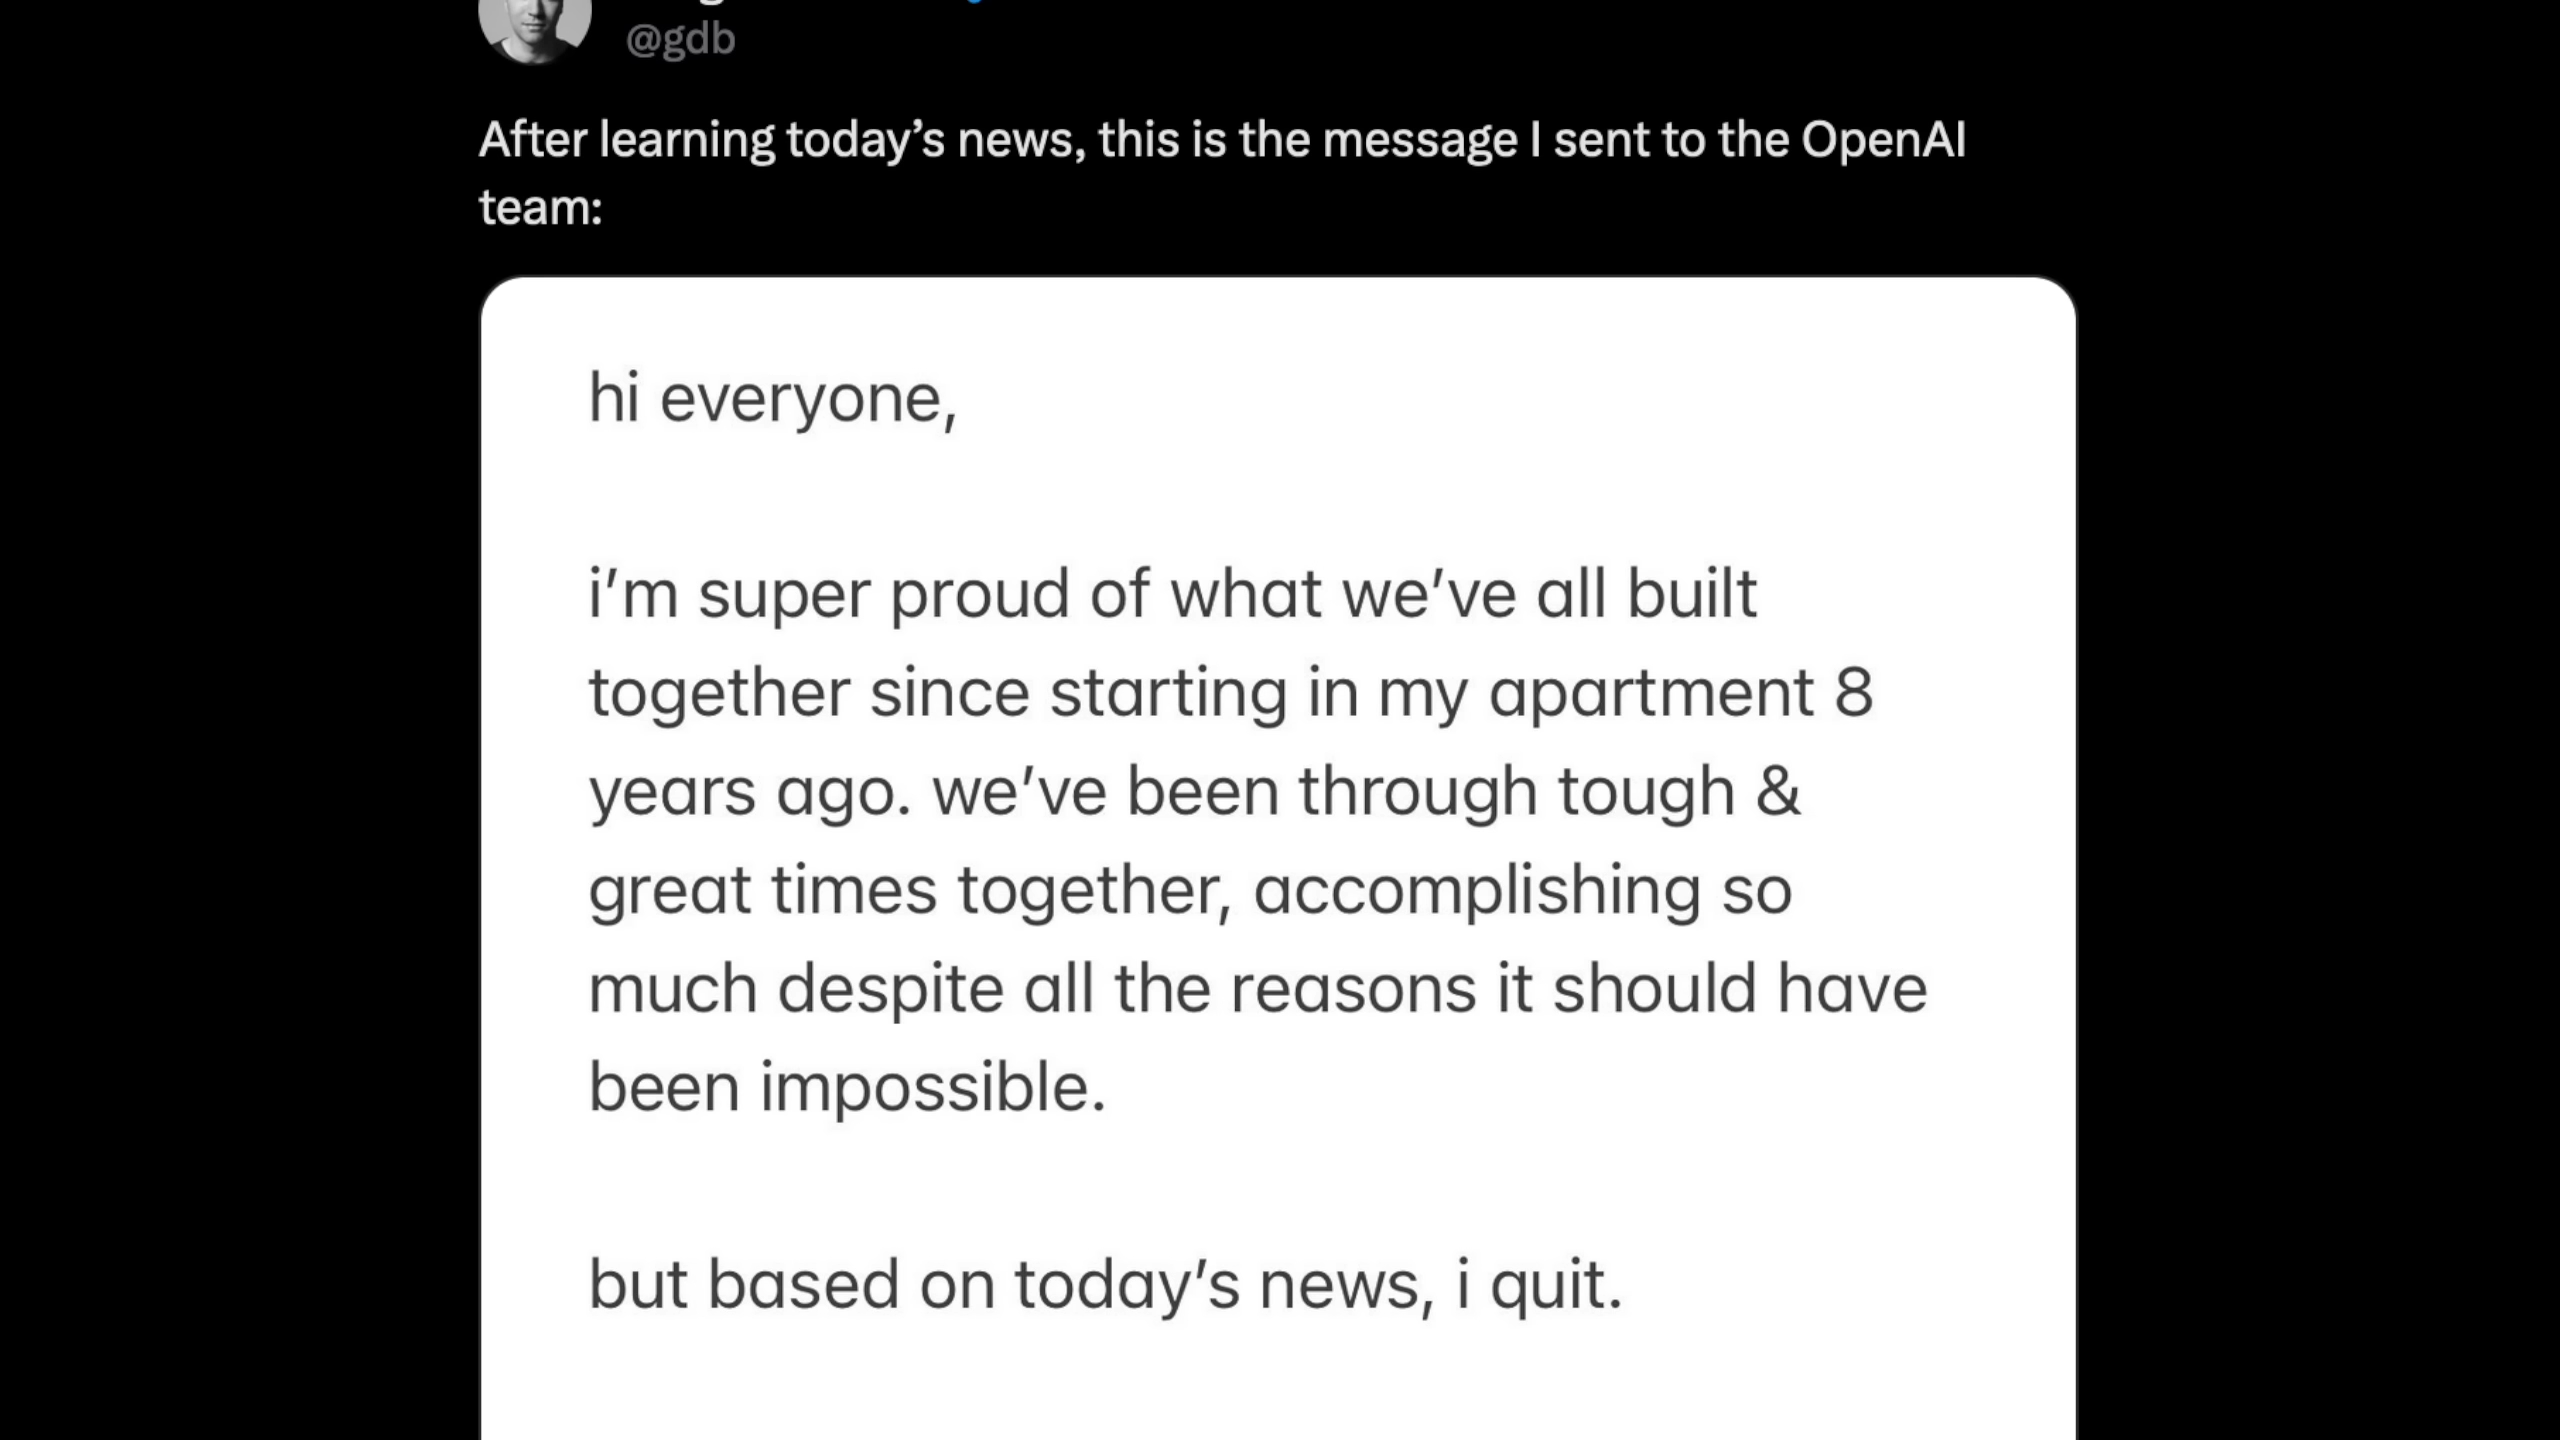 @gdb
After learning today’s news, this is the message I sent to the OpenAI
team:
hi everyone,
i’m super proud of what we’ve all built
together since starting in my apartment 8
years ago. we’ve been through tough &
great times together, accomplishing so
much despite all the reasons it should have
been impossible.
but based on today’s news, i quit.